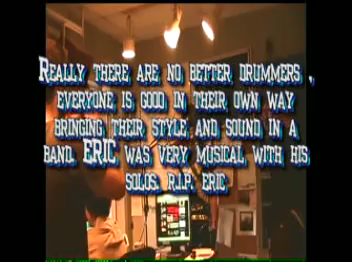 Really there are no better drummers ,
everyone is good in their own way
bringing their style and sound in a
band. ERIC was very musical with his
solos. R.I.P. Eric